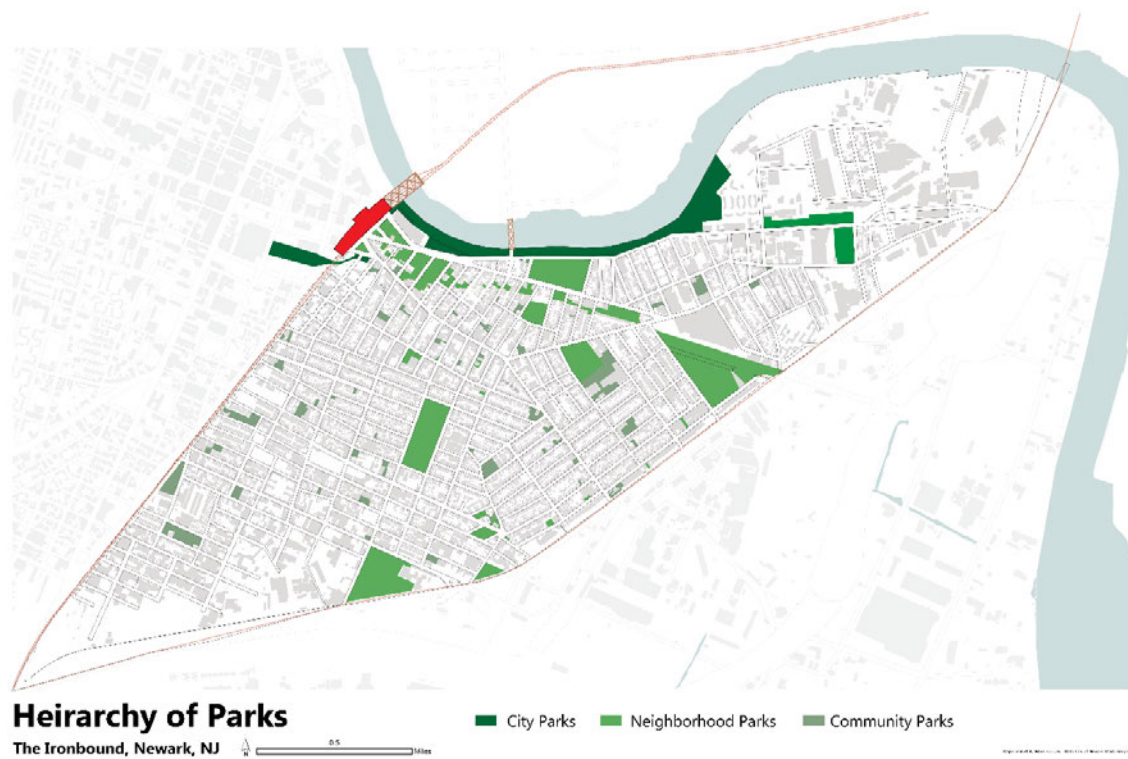 Heirarchy of Parks
The Ironbound, Newark, NJ
N
0.5
Miles
City Parks
Neighborhood Parks
Community Parks